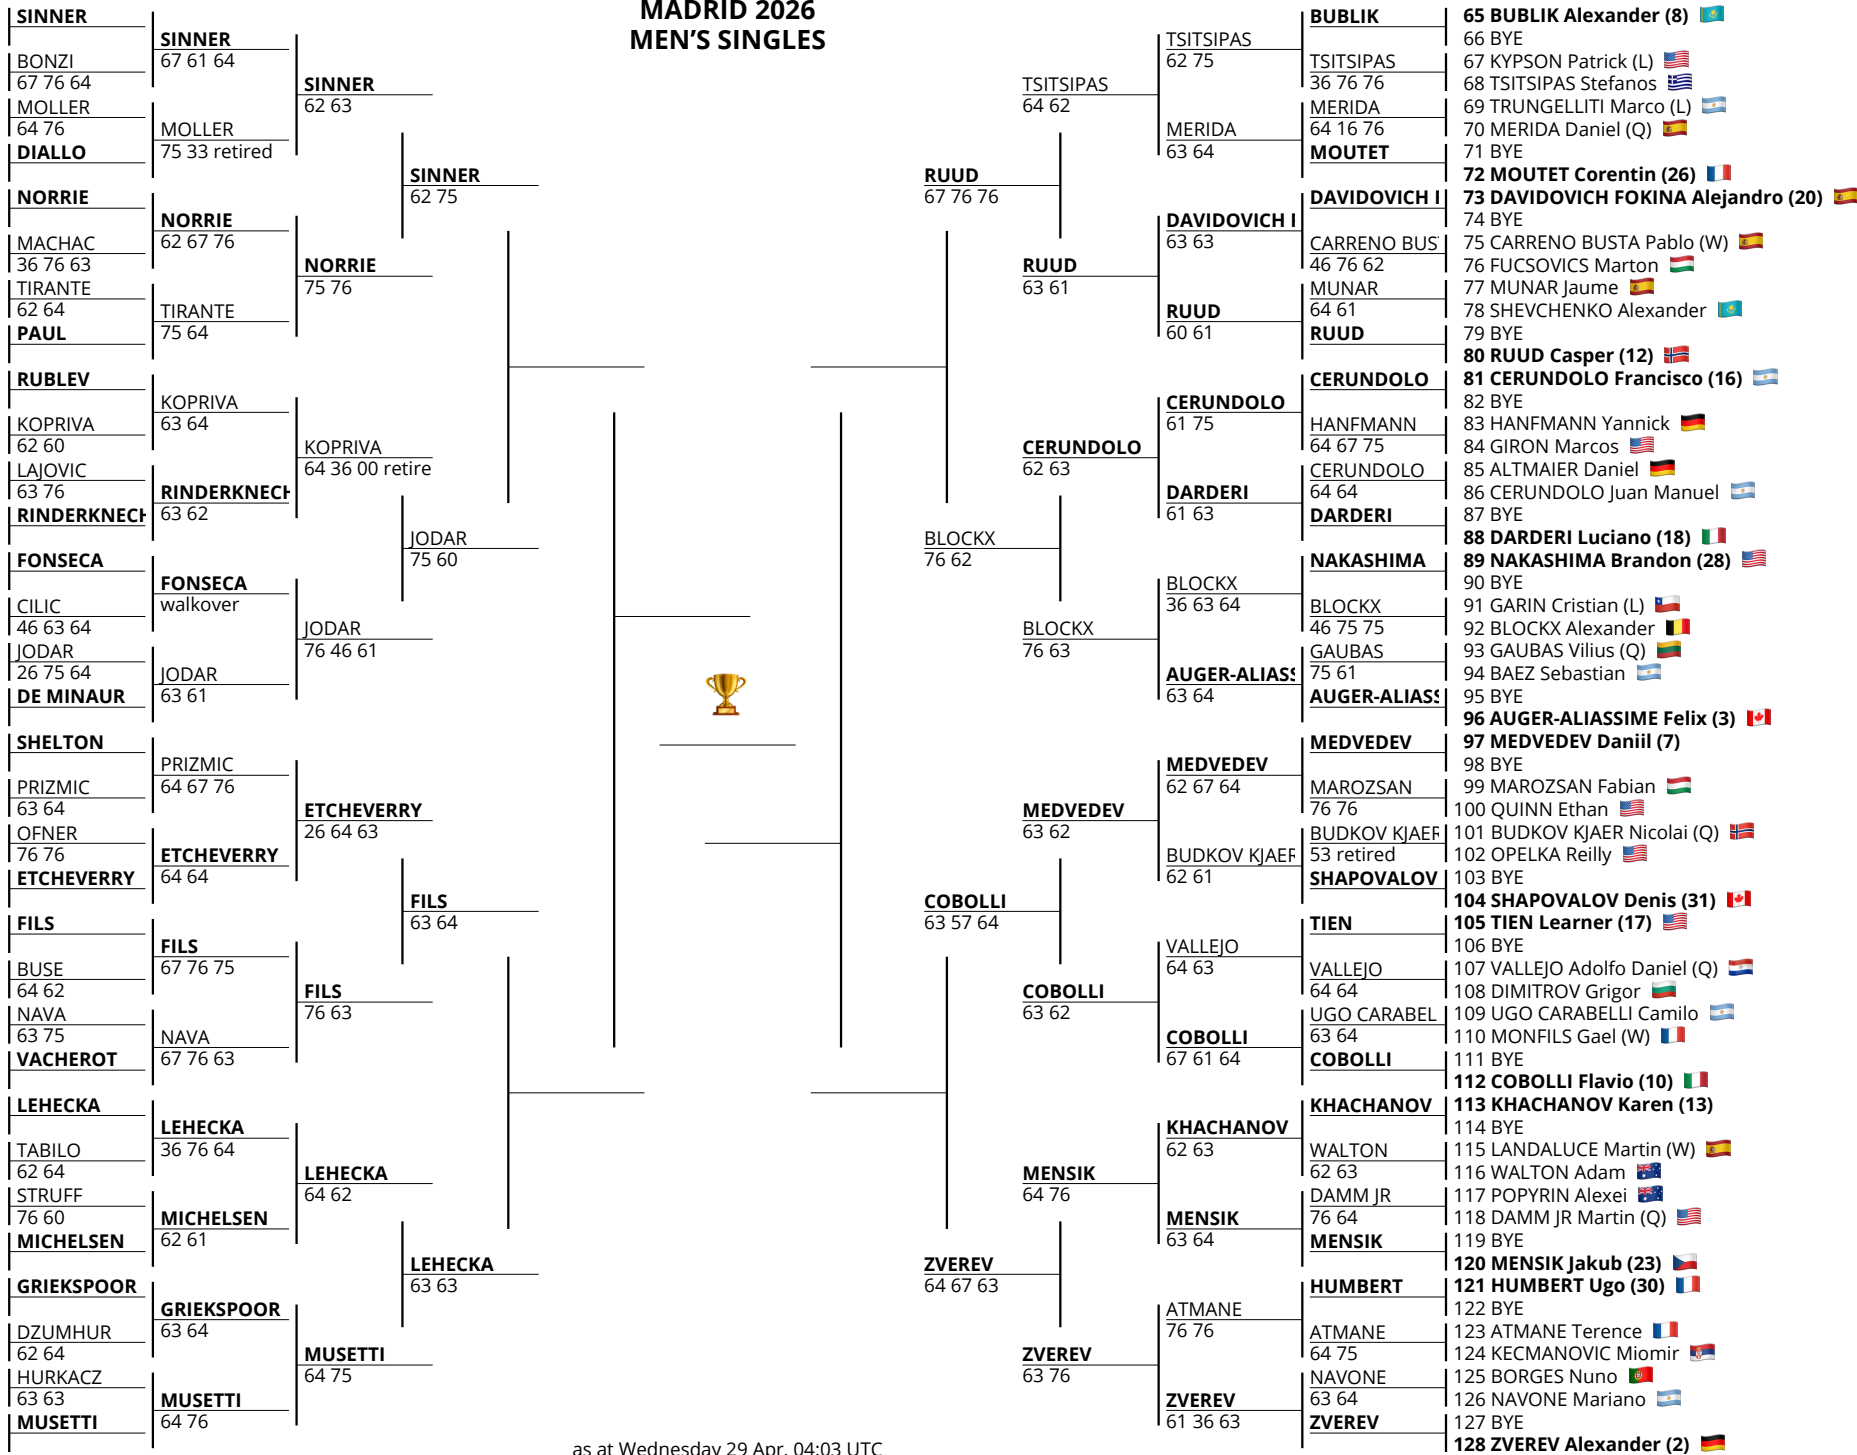 MADRID 2026
MEN'S SINGLES
SINNER
BONZI
67 76 64
MOLLER
64 76
DIALLO
NORRIE
MACHAC
36 76 63
TIRANTE
62 64
PAUL
RUBLEV
KOPRIVA
62 60
LAJOVIC
63 76
RINDERKNECH
FONSECA
CILIC
46 63 64
JODAR
26 75 64
DE MINAUR
SHELTON
PRIZMIC
63 64
OFNER
76 76
ETCHEVERRY
FILS
BUSE
64 62
NAVA
63 75
VACHEROT
LEHECKA
TABILO
62 64
STRUFF
76 60
MICHELSEN
GRIEKSPOOR
DZUMHUR
62 64
HURKACZ
63 63
MUSETTI
SINNER
67 61 64
MOLLER
75 33 retired
NORRIE
62 67 76
TIRANTE
75 64
KOPRIVA
63 64
RINDERKNECH
63 62
FONSECA
walkover
JODAR
63 61
PRIZMIC
64 67 76
ETCHEVERRY
64 64
FILS
67 76 75
NAVA
67 76 63
LEHECKA
36 76 64
MICHELSEN
62 61
GRIEKSPOOR
63 64
MUSETTI
64 76
SINNER
62 63
NORRIE
75 76
KOPRIVA
64 36 00 retire
JODAR
76 46 61
ETCHEVERRY
26 64 63
FILS
76 63
LEHECKA
64 62
MUSETTI
64 75
SINNER
62 75
JODAR
75 60
FILS
63 64
LEHECKA
63 63
RUUD
67 76 76
BLOCKX
76 62
COBOLLI
63 57 64
ZVEREV
64 67 63
TSITSIPAS
64 62
RUUD
63 61
CERUNDOLO
62 63
BLOCKX
76 63
MEDVEDEV
63 62
COBOLLI
63 62
MENSIK
64 76
ZVEREV
63 76
TSITSIPAS
62 75
MERIDA
63 64
DAVIDOVICH F
63 63
RUUD
60 61
CERUNDOLO
61 75
DARDERI
61 63
BLOCKX
36 63 64
AUGER-ALIASS
63 64
MEDVEDEV
62 67 64
BUDKOV KJAER
62 61
VALLEJO
64 63
COBOLLI
67 61 64
KHACHANOV
62 63
MENSIK
63 64
ATMANE
76 76
ZVEREV
61 36 63
BUBLIK
TSITSIPAS
36 76 76
MERIDA
64 16 76
MOUTET
DAVIDOVICH F
CARRENO BUST
46 76 62
MUNAR
64 61
RUUD
CERUNDOLO
HANFMANN
64 67 75
CERUNDOLO
64 64
DARDERI
NAKASHIMA
BLOCKX
46 75 75
GAUBAS
75 61
AUGER-ALIASS
MEDVEDEV
MAROZSAN
76 76
BUDKOV KJAER
53 retired
SHAPOVALOV
TIEN
VALLEJO
64 64
UGO CARABEL
63 64
COBOLLI
KHACHANOV
WALTON
62 63
DAMM JR
76 64
MENSIK
HUMBERT
ATMANE
64 75
NAVONE
63 64
ZVEREV
65 BUBLIK Alexander (8)
66 BYE
67 KYPSON Patrick (L)
68 TSITSIPAS Stefanos
69 TRUNGELLITI Marco (L)
70 MERIDA Daniel (Q)
71 BYE
72 MOUTET Corentin (26)
73 DAVIDOVICH FOKINA Alejandro (20)
74 BYE
75 CARRENO BUSTA Pablo (W)
76 FUCSOVICS Marton
77 MUNAR Jaume
78 SHEVCHENKO Alexander
79 BYE
80 RUUD Casper (12)
81 CERUNDOLO Francisco (16)
82 BYE
83 HANFMANN Yannick
84 GIRON Marcos
85 ALTMAIER Daniel
86 CERUNDOLO Juan Manuel
87 BYE
88 DARDERI Luciano (18)
89 NAKASHIMA Brandon (28)
90 BYE
91 GARIN Cristian (L)
92 BLOCKX Alexander
93 GAUBAS Vilius (Q)
94 BAEZ Sebastian
95 BYE
96 AUGER-ALIASSIME Felix (3)
97 MEDVEDEV Daniil (7)
98 BYE
99 MAROZSAN Fabian
100 QUINN Ethan
101 BUDKOV KJAER Nicolai (Q)
102 OPELKA Reilly
103 BYE
104 SHAPOVALOV Denis (31)
105 TIEN Learner (17)
106 BYE
107 VALLEJO Adolfo Daniel (Q)
108 DIMITROV Grigor
109 UGO CARABELLI Camilo
110 MONFILS Gael (W)
111 BYE
112 COBOLLI Flavio (10)
113 KHACHANOV Karen (13)
114 BYE
115 LANDALUCE Martin (W)
116 WALTON Adam
117 POPYRIN Alexei
118 DAMM JR Martin (Q)
119 BYE
120 MENSIK Jakub (23)
121 HUMBERT Ugo (30)
122 BYE
123 ATMANE Terence
124 KECMANOVIC Miomir
125 BORGES Nuno
126 NAVONE Mariano
127 BYE
128 ZVEREV Alexander (2)
as at Wednesday 29 Apr, 04:03 UTC